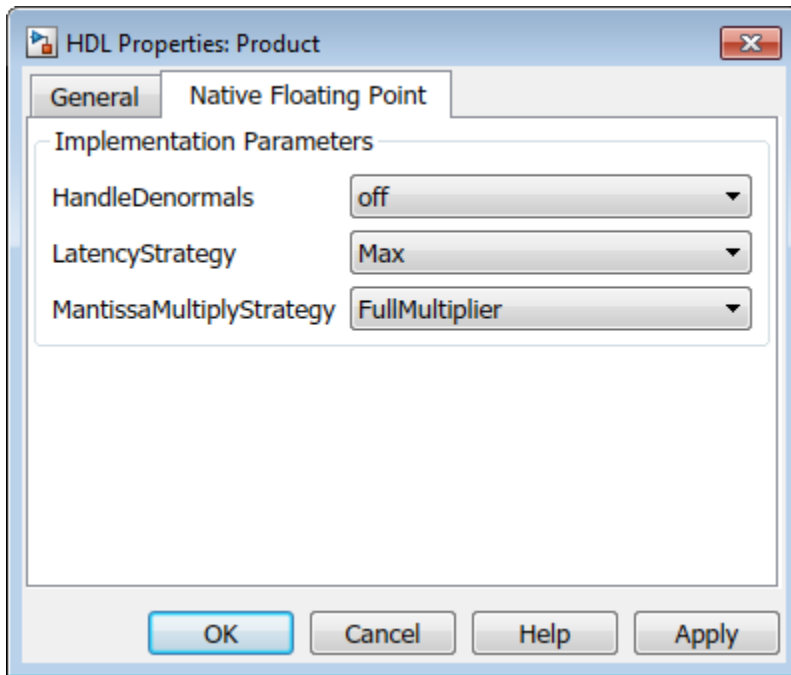 HDL Properties: Product
General Native Floating Point
Implementation Parameters
HandleDenormals off
LatencyStrategy Max
MantissaMultiplyStrategy FullMultiplier
OK Cancel Help Apply